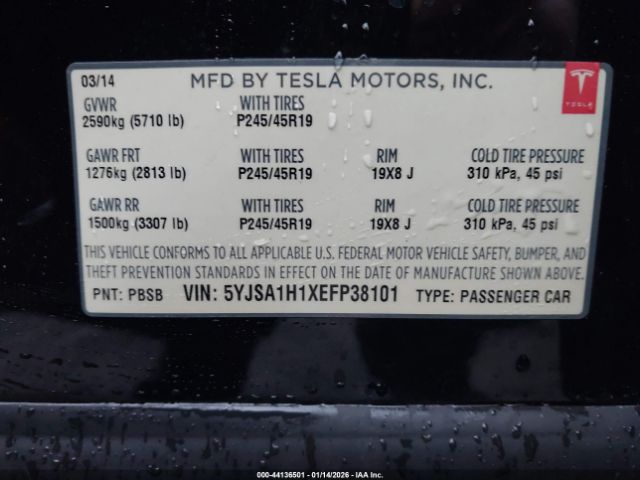 03/14 MFD BY TESLA MOTORS, INC.
TESLA
GVWR WITH TIRES
2590kg (5710 lb) P245/45R19
GAWR FRT WITH TIRES RIM COLD TIRE PRESSURE
1276kg (2813 lb) P245/45R19 19X8 J 310 kPa, 45 psi
GAWR RR WITH TIRES RIM COLD TIRE PRESSURE
1500kg (3307 lb) P245/45R19 19X8 J 310 kPa, 45 psi
THIS VEHICLE CONFORMS TO ALL APPLICABLE U.S. FEDERAL MOTOR VEHICLE SAFETY, BUMPER, AND
THEFT PREVENTION STANDARDS IN EFFECT ON THE DATE OF MANUFACTURE SHOWN ABOVE.
PNT: PBSB VIN: 5YJSA1H1XEFP38101 TYPE: PASSENGER CAR
000-44136501 - 01/14/2026 - IAA Inc.